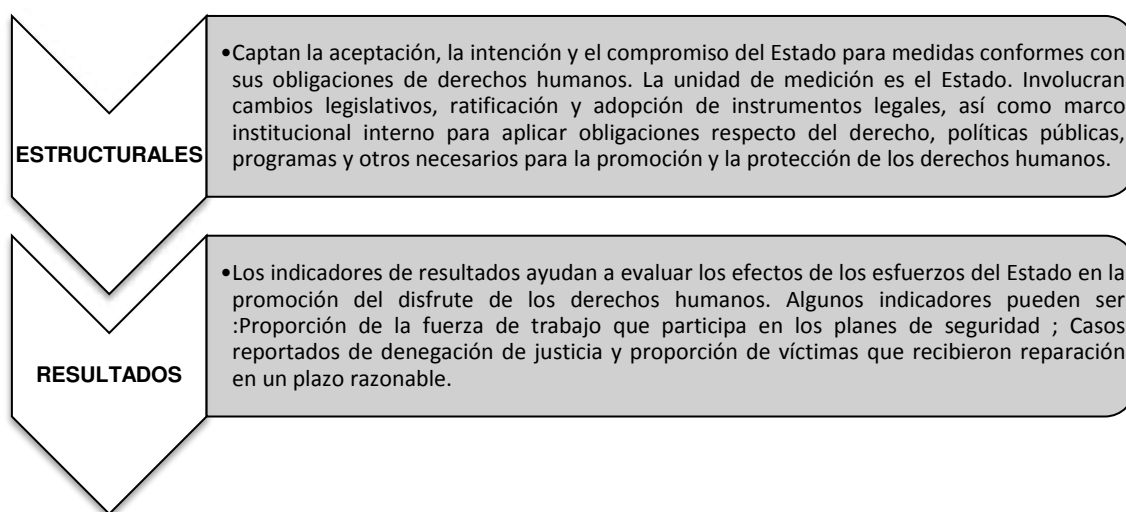 ESTRUCTURALES
•Captan la aceptación, la intención y el compromiso del Estado para medidas conformes con
sus obligaciones de derechos humanos. La unidad de medición es el Estado. Involucran
cambios legislativos, ratificación y adopción de instrumentos legales, así como marco
institucional interno para aplicar obligaciones respecto del derecho, políticas públicas,
programas y otros necesarios para la promoción y la protección de los derechos humanos.
RESULTADOS
•Los indicadores de resultados ayudan a evaluar los efectos de los esfuerzos del Estado en la
promoción del disfrute de los derechos humanos. Algunos indicadores pueden ser
:Proporción de la fuerza de trabajo que participa en los planes de seguridad ; Casos
reportados de denegación de justicia y proporción de víctimas que recibieron reparación
en un plazo razonable.